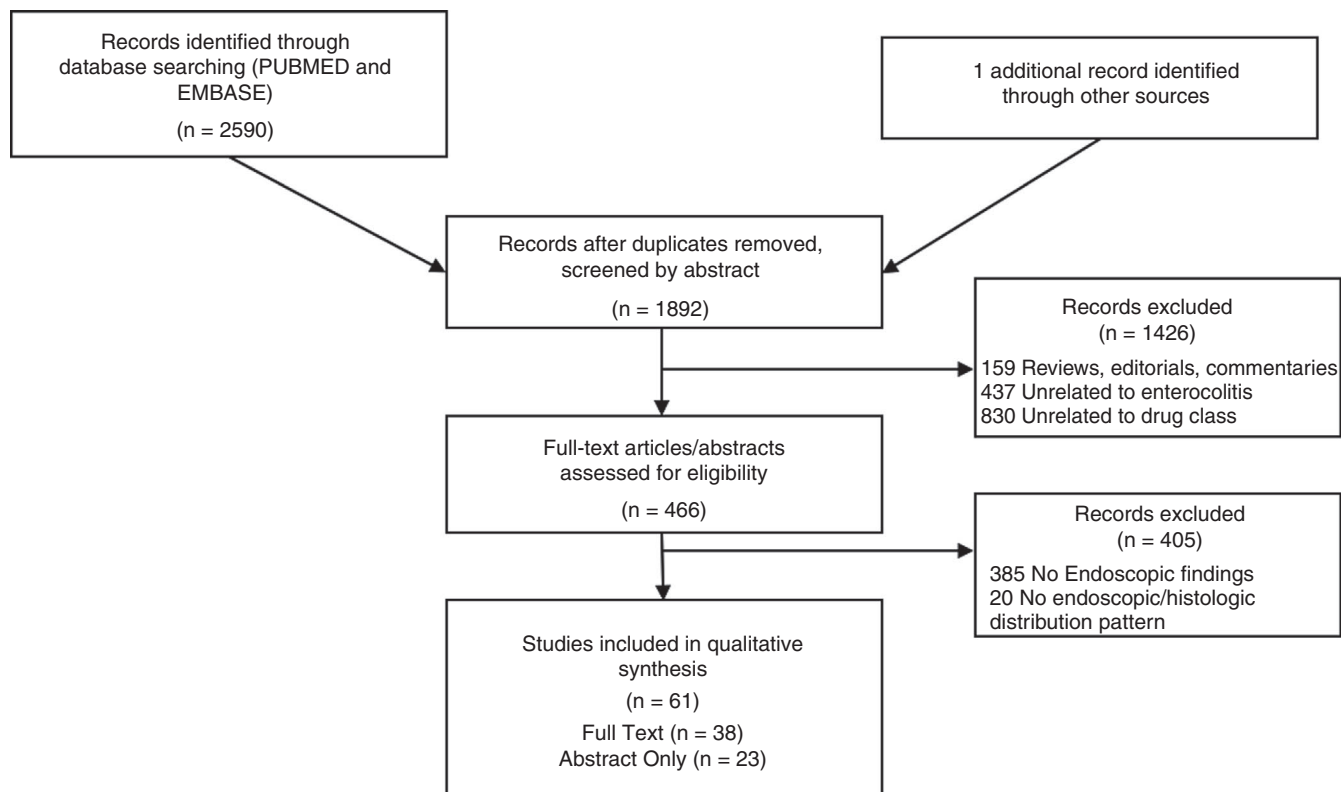 Records identified through
database searching (PUBMED and
EMBASE)
(n = 2590)
1 additional record identified
through other sources
Records after duplicates removed,
screened by abstract
(n = 1892)
Records excluded
(n = 1426)
159 Reviews, editorials, commentaries
437 Unrelated to enterocolitis
830 Unrelated to drug class
Full-text articles/abstracts
assessed for eligibility
(n = 466)
Records excluded
(n = 405)
385 No Endoscopic findings
20 No endoscopic/histologic
distribution pattern
Studies included in qualitative
synthesis
(n = 61)
Full Text (n = 38)
Abstract Only (n = 23)